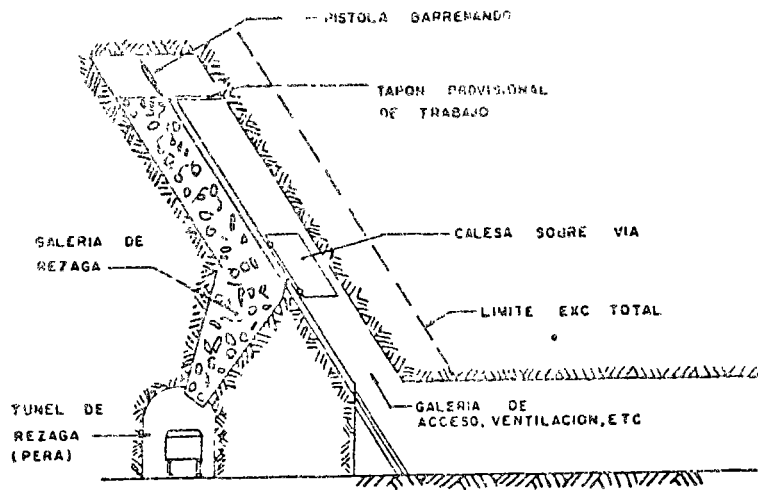 PISTOLA BARRENANDO
TAPON PROVISIONAL
DE TRABAJO
GALERIA DE
REZAGA
CALESA SOBRE VIA
LIMITE EXC TOTAL
TUNEL DE
REZAGA
(PERA)
GALERIA DE
ACCESO, VENTILACION, ETC